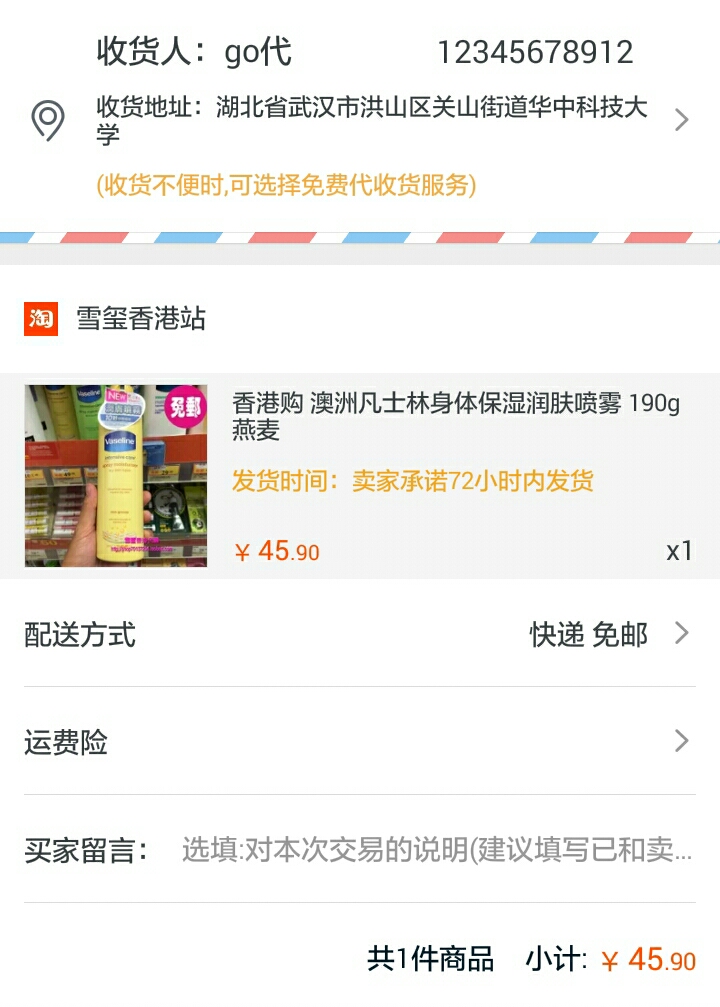 收货人：go代 12345678912
收货地址：湖北省武汉市洪山区关山街道华中科技大
学
(收货不便时,可选择免费代收货服务)
淘 雪玺香港站
NEW
免郵
Vaseline
Vaseline
香港购 澳洲凡士林身体保湿润肤喷雾 190g
燕麦
发货时间：卖家承诺72小时内发货
￥45.90 x1
配送方式 快递 免邮
运费险
买家留言： 选填:对本次交易的说明(建议填写已和卖...
共1件商品 小计: ￥45.90